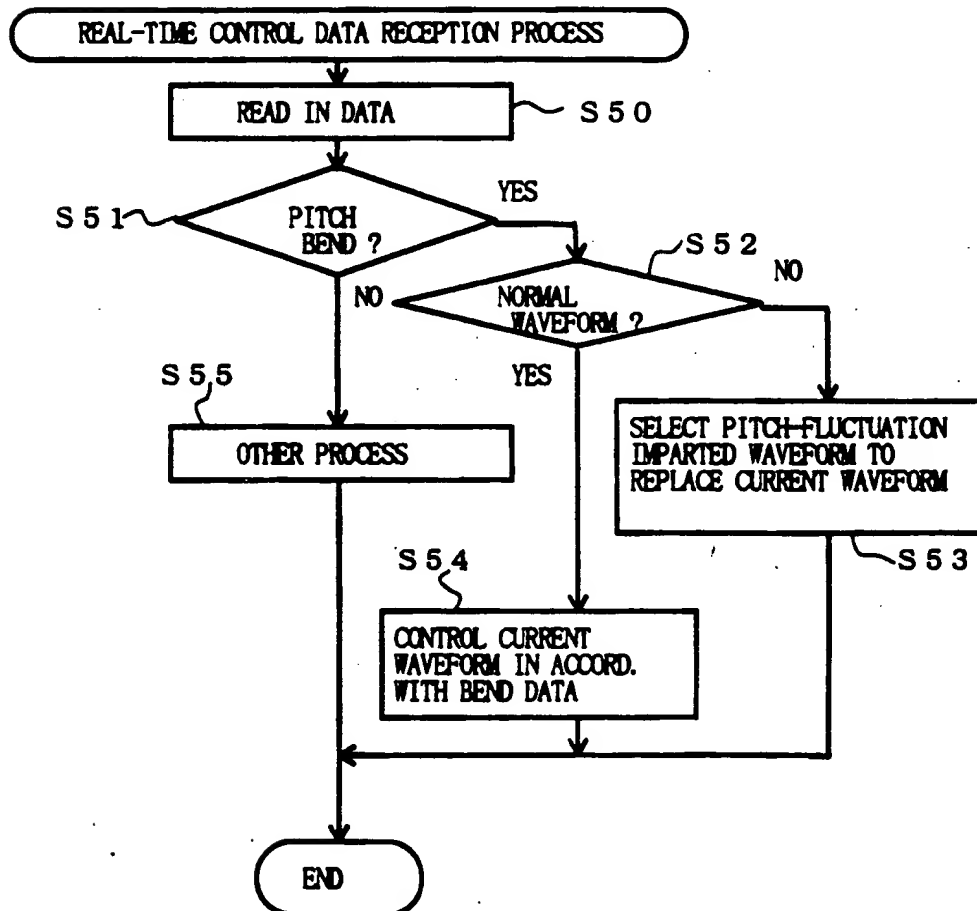 REAL-TIME CONTROL DATA RECEPTION PROCESS
READ IN DATA
S50
S51
PITCH
BEND ?
YES
NO
S52
NORMAL
WAVEFORM ?
NO
YES
S55
OTHER PROCESS
SELECT PITCH-FLUCTUATION
IMPARTED WAVEFORM TO
REPLACE CURRENT WAVEFORM
S53
S54
CONTROL CURRENT
WAVEFORM IN ACCORD.
WITH BEND DATA
END